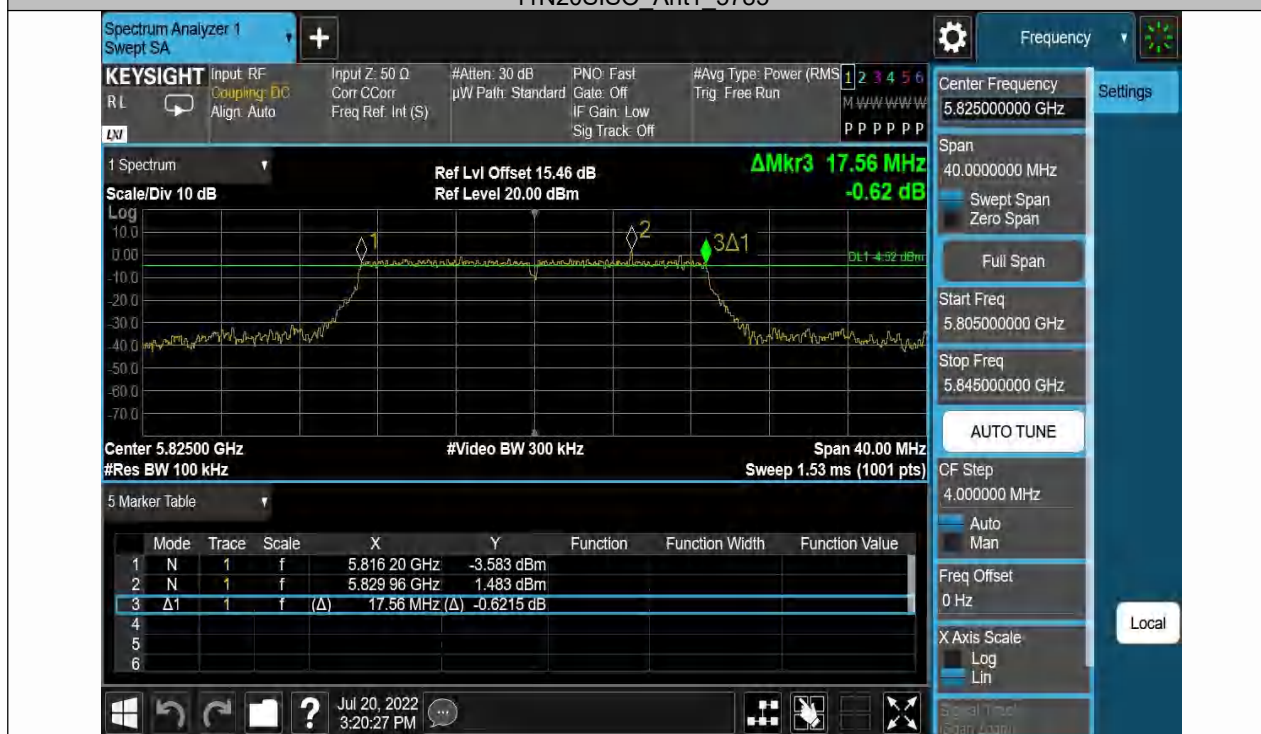 Spectrum Analyzer 1
Swept SA
Frequency
KEYSIGHT
RL
LXI
Input: RF
Coupling: DC
Align: Auto
Input Z: 50 Ω
Corr CCorr
Freq Ref: Int (S)
#Atten: 30 dB
µW Path: Standard
PNO: Fast
Gate: Off
IF Gain: Low
Sig Track: Off
#Avg Type: Power (RMS
Trig: Free Run
1 2 3 4 5 6
M W W W W W
P P P P P P
1 Spectrum
Scale/Div 10 dB
Ref Lvl Offset 15.46 dB
Ref Level 20.00 dBm
ΔMkr3 17.56 MHz
-0.62 dB
Log
10.0
0.00
-10.0
-20.0
-30.0
-40.0
-50.0
-60.0
-70.0
1
2
3Δ1
DL1 -4.52 dBm
Center 5.82500 GHz
#Video BW 300 kHz
Span 40.00 MHz
#Res BW 100 kHz
Sweep 1.53 ms (1001 pts)
5 Marker Table
Mode Trace Scale X Y Function Function Width Function Value
1 N 1 f 5.816 20 GHz -3.583 dBm
2 N 1 f 5.829 96 GHz 1.483 dBm
3 Δ1 1 f (Δ) 17.56 MHz (Δ) -0.6215 dB
4
5
6
Jul 20, 2022
3:20:27 PM
Center Frequency
5.825000000 GHz
Settings
Span
40.0000000 MHz
Swept Span
Zero Span
Full Span
Start Freq
5.805000000 GHz
Stop Freq
5.845000000 GHz
AUTO TUNE
CF Step
4.000000 MHz
Auto
Man
Freq Offset
0 Hz
Local
X Axis Scale
Log
Lin